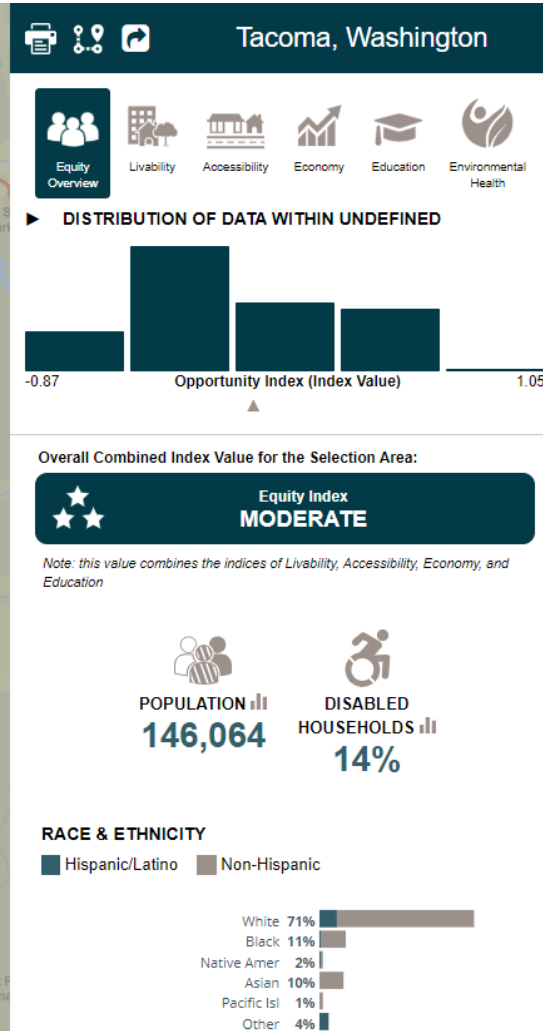 Tacoma, Washington
Equity Overview
Livability
Accessibility
Economy
Education
Environmental Health
► DISTRIBUTION OF DATA WITHIN UNDEFINED
-0.87 Opportunity Index (Index Value) 1.05
Overall Combined Index Value for the Selection Area:
Equity Index
MODERATE
Note: this value combines the indices of Livability, Accessibility, Economy, and
Education
POPULATION
146,064
DISABLED
HOUSEHOLDS
14%
RACE & ETHNICITY
Hispanic/Latino Non-Hispanic
White 71%
Black 11%
Native Amer 2%
Asian 10%
Pacific Isl 1%
Other 4%